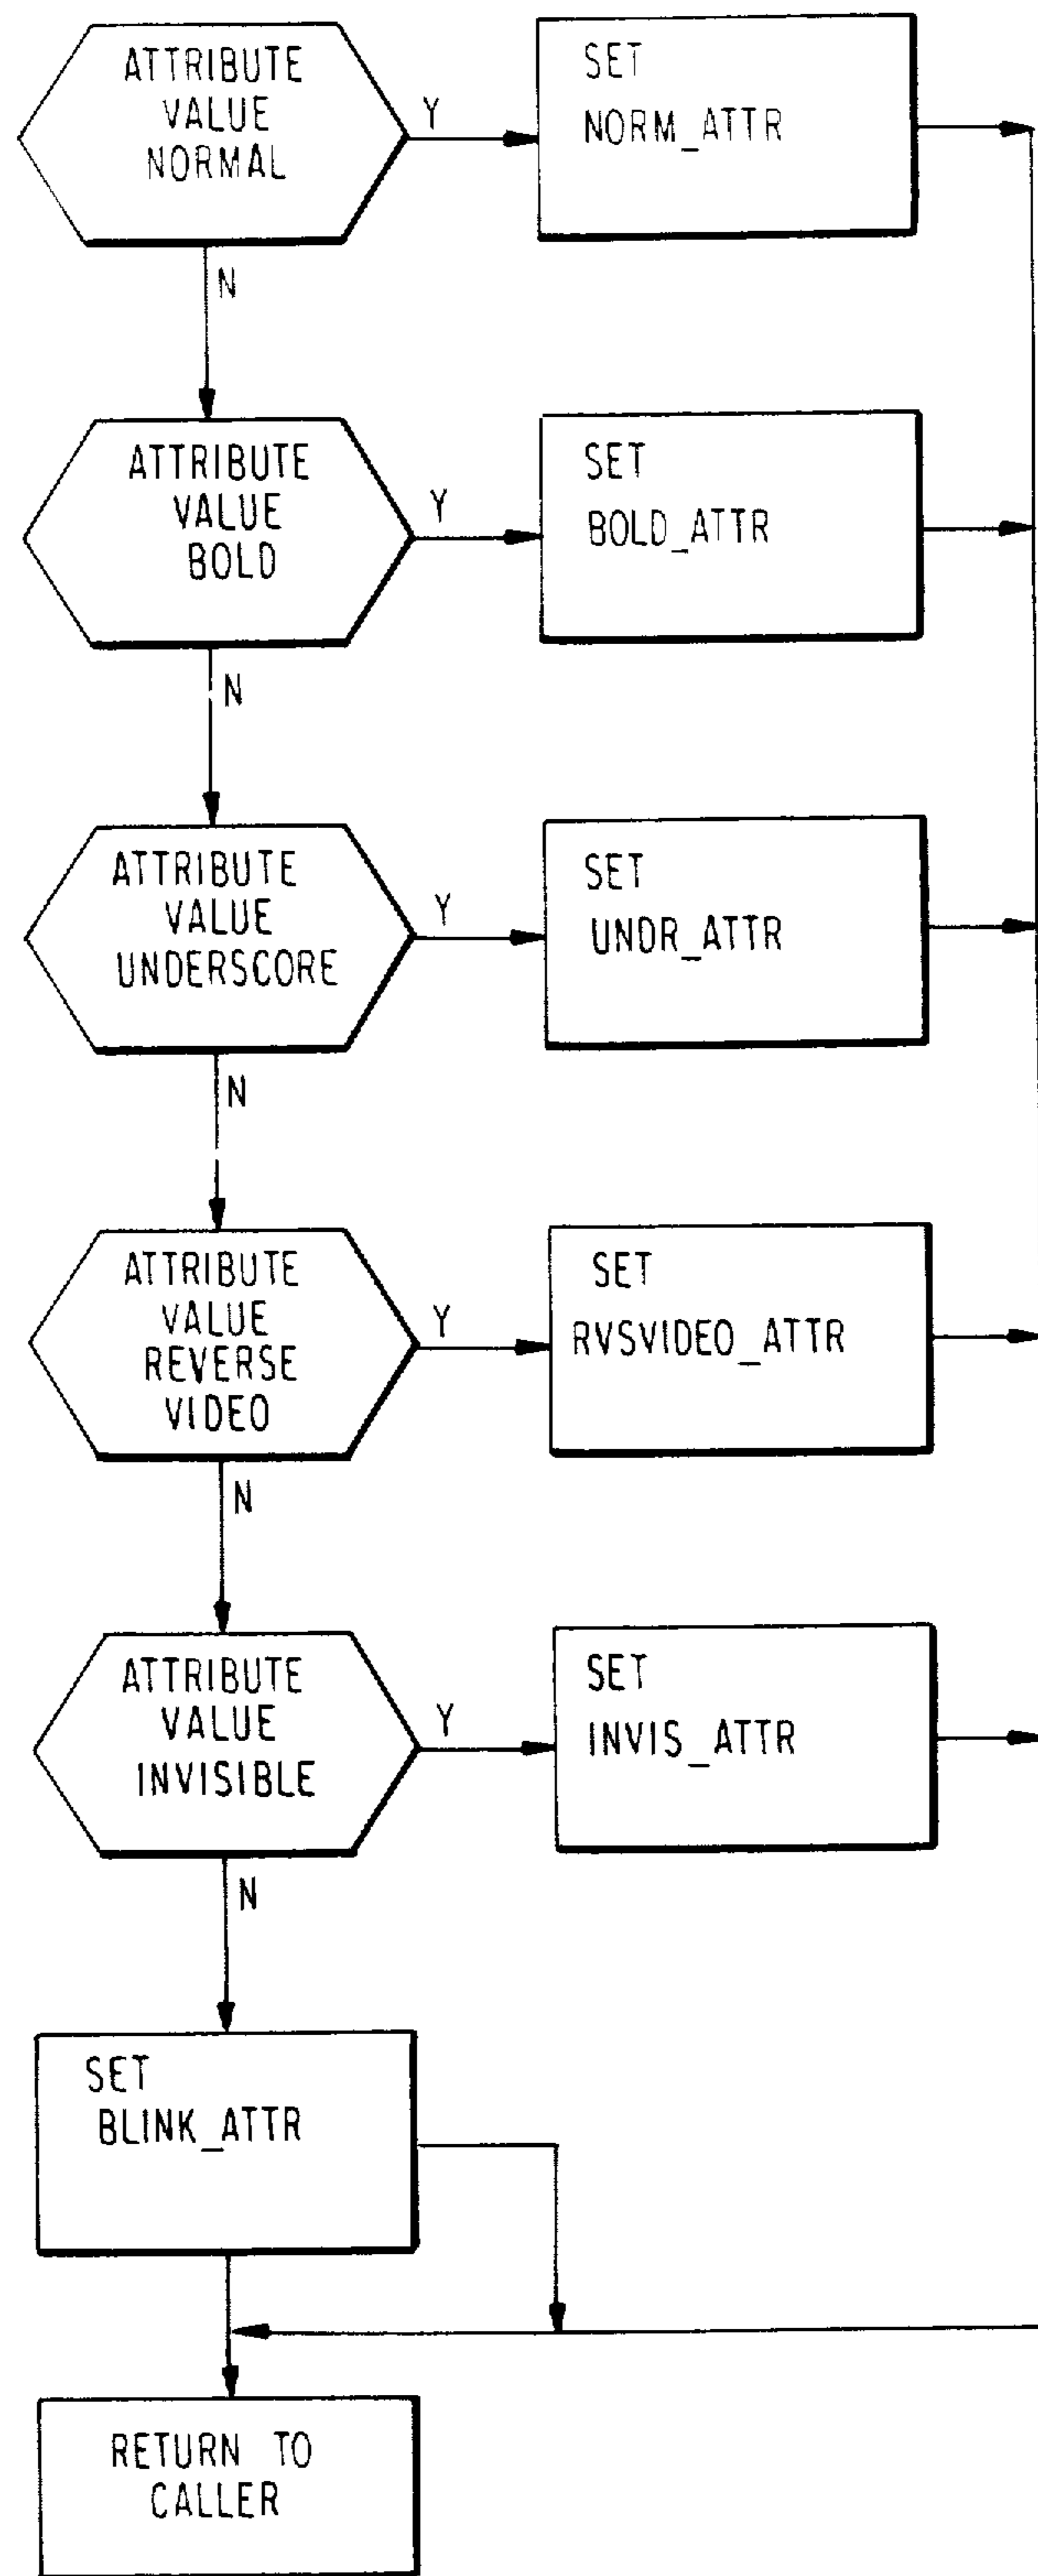 ATTRIBUTE
VALUE
NORMAL
Y
SET
NORM_ATTR
N
ATTRIBUTE
VALUE
BOLD
Y
SET
BOLD_ATTR
N
ATTRIBUTE
VALUE
UNDERSCORE
Y
SET
UNDR_ATTR
N
ATTRIBUTE
VALUE
REVERSE
VIDEO
Y
SET
RVSVIDEO_ATTR
N
ATTRIBUTE
VALUE
INVISIBLE
Y
SET
INVIS_ATTR
N
SET
BLINK_ATTR
RETURN TO
CALLER